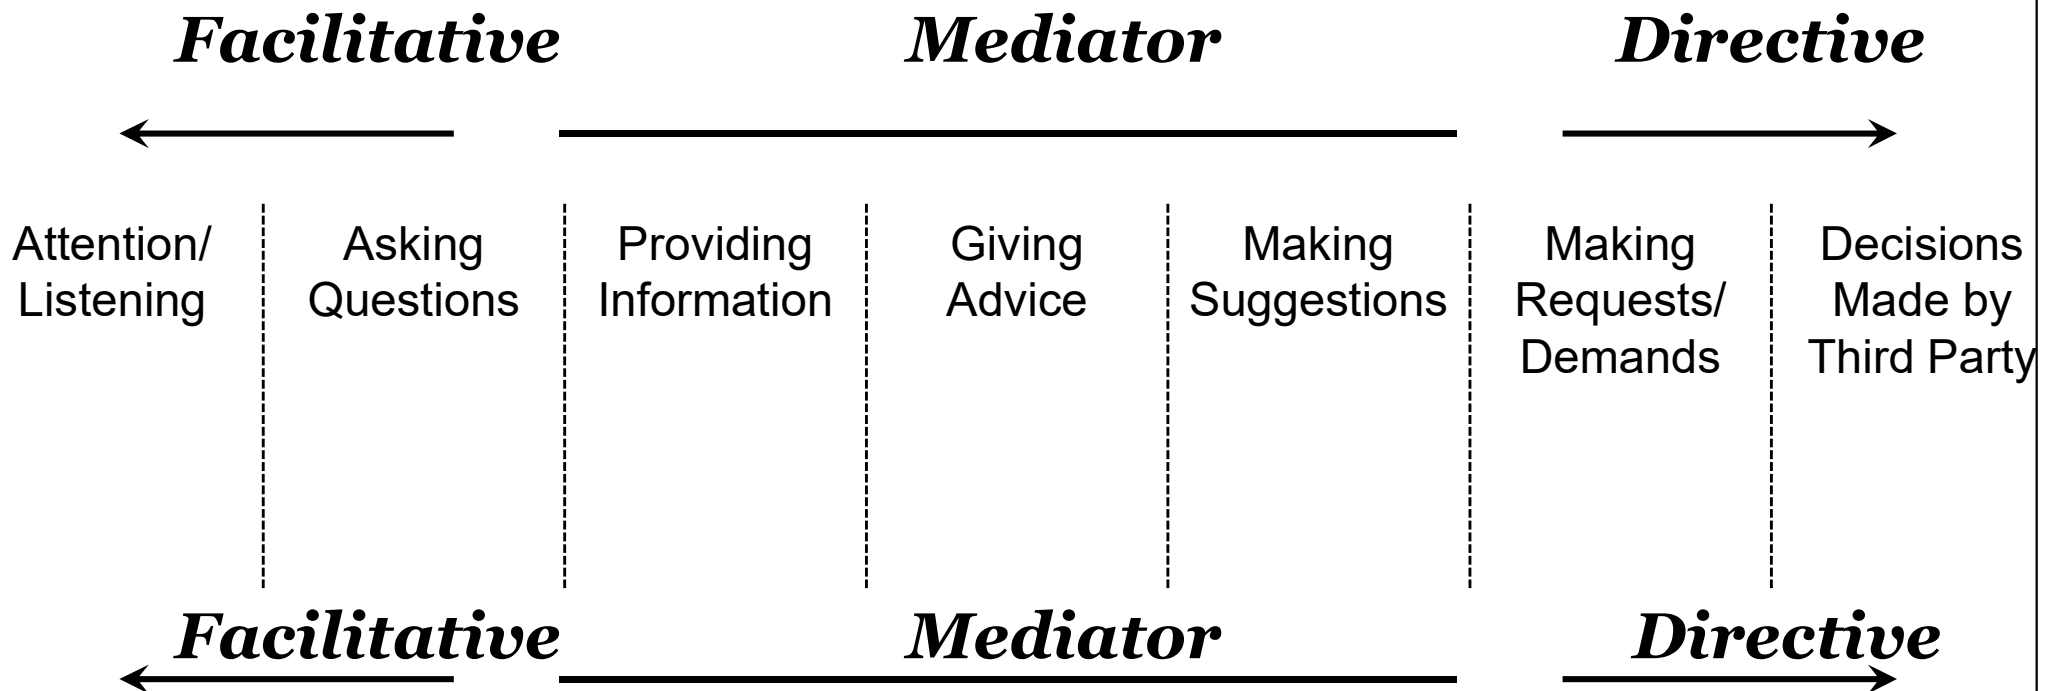 Facilitative Mediator Directive
Attention/ Asking Providing Giving Making Making Decisions
Listening Questions Information Advice Suggestions Requests/ Made by
Demands Third Party
Facilitative Mediator Directive